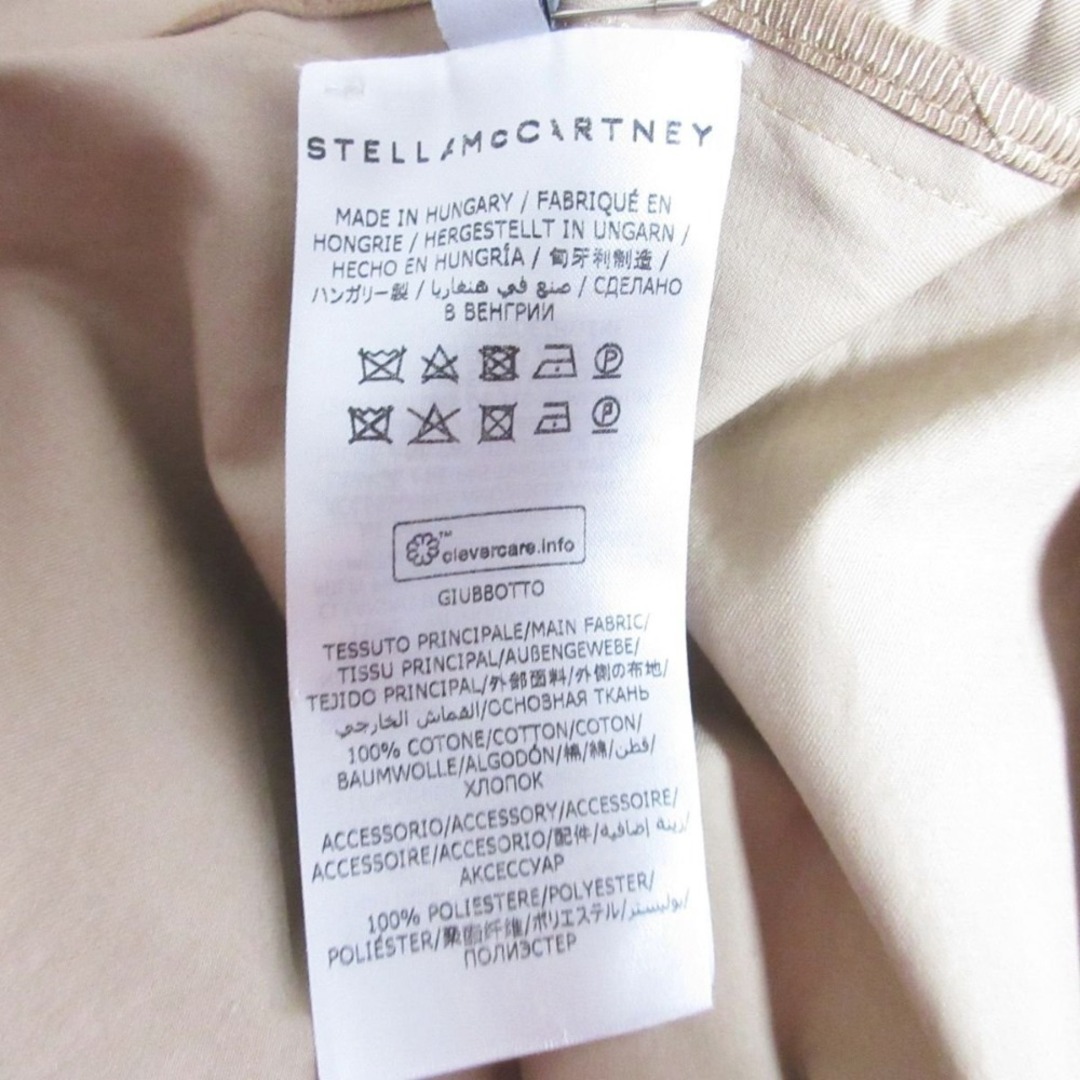 STELLA McCARTNEY
MADE IN HUNGARY / FABRIQUÉ EN
HONGRIE / HERGESTELLT IN UNGARN /
HECHO EN HUNGRÍA / 匈牙利制造 /
ハンガリー製 / صنع في هنغاريا / СДЕЛАНО
В ВЕНГРИИ
P
P
clevercare.info™
GIUBBOTTO
TESSUTO PRINCIPALE/MAIN FABRIC/
TISSU PRINCIPAL/AUßENGEWEBE/
TEJIDO PRINCIPAL/外部面料/外側の布地/
القماش الخارجي/ОСНОВНАЯ ТКАНЬ
100% COTONE/COTTON/COTON/
BAUMWOLLE/ALGODÓN/棉/綿/قطن/
ХЛОПОК
ACCESSORIO/ACCESSORY/ACCESSOIRE/
ACCESSOIRE/ACCESORIO/配件/زينة إضافية/
АКСЕССУАР
100% POLIESTERE/POLYESTER/
POLIÉSTER/聚酯纤维/ポリエステル/بوليستر/
ПОЛИЭСТЕР